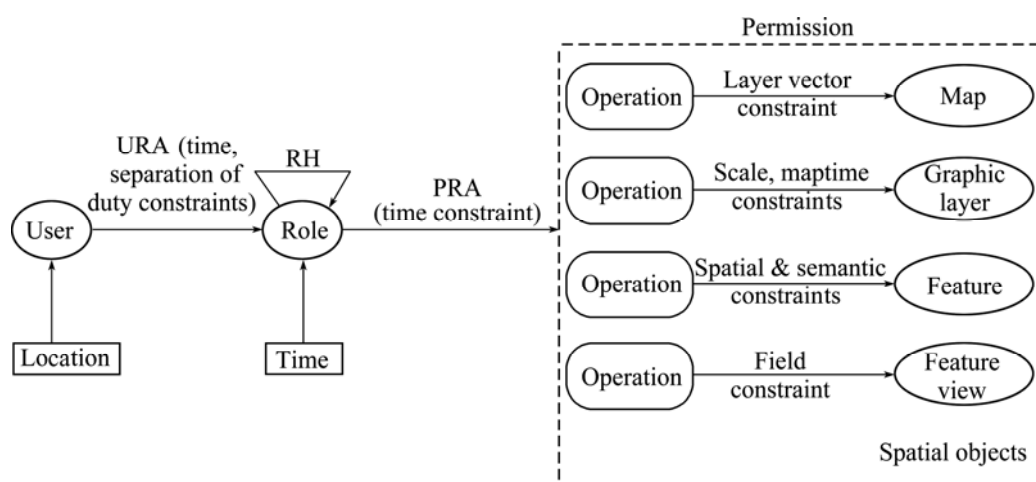 Permission
Operation
Layer vector
constraint
Map
URA (time,
separation of
duty constraints)
RH
PRA
(time constraint)
Operation
Scale, maptime
constraints
Graphic
layer
User
Role
Operation
Spatial & semantic
constraints
Feature
Location
Time
Operation
Field
constraint
Feature
view
Spatial objects